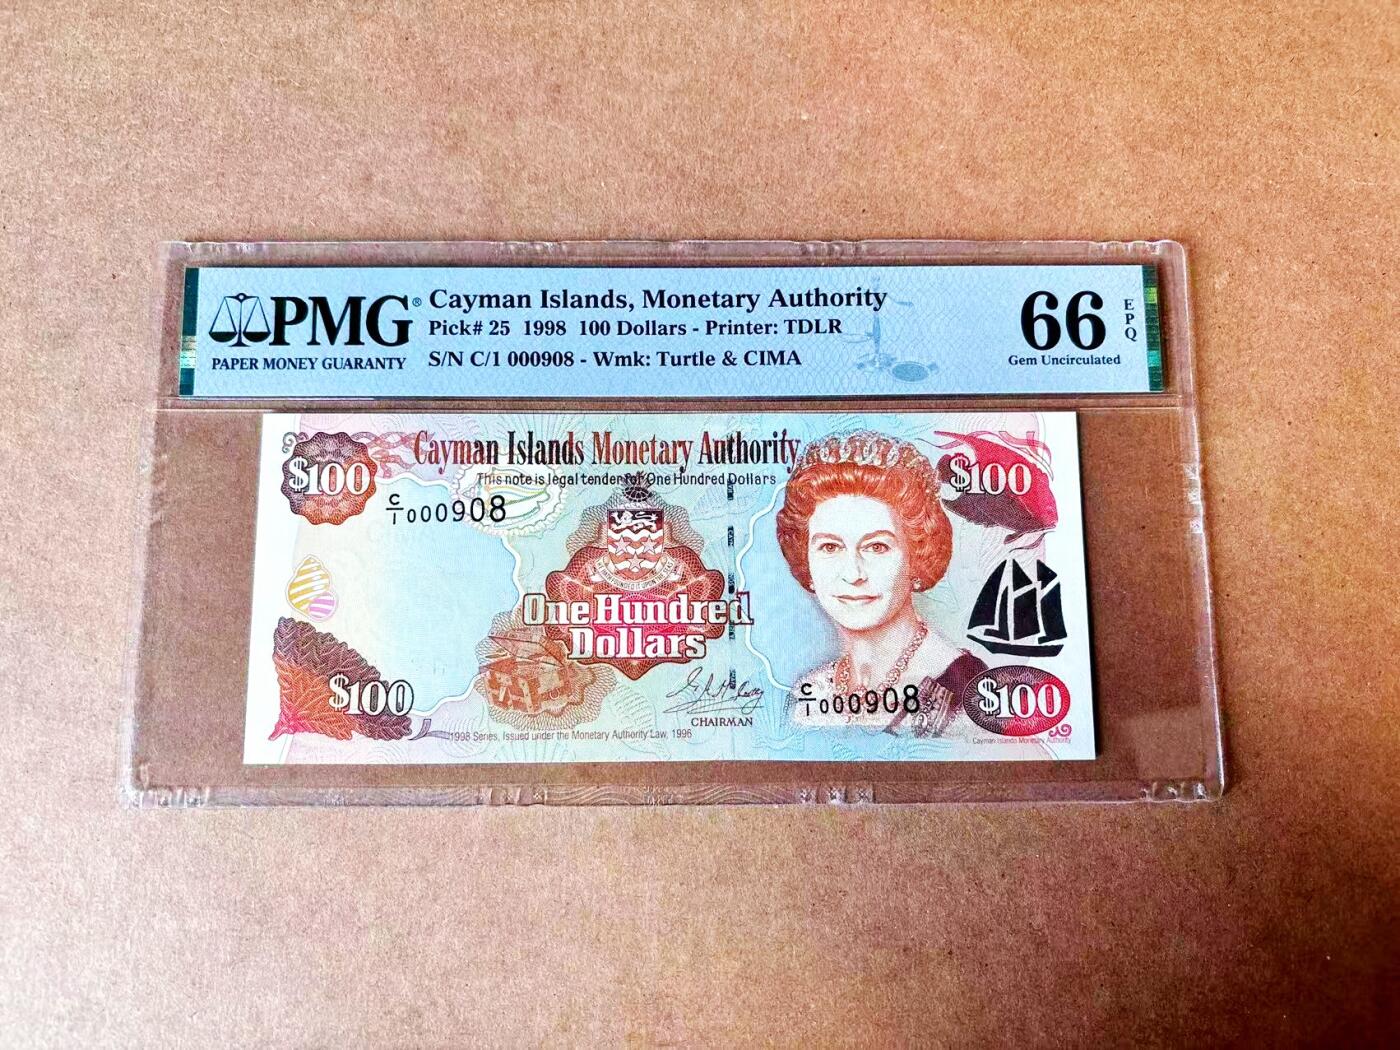 PMG®
PAPER MONEY GUARANTY
Cayman Islands, Monetary Authority
Pick# 25 1998 100 Dollars - Printer: TDLR
S/N C/1 000908 - Wmk: Turtle & CIMA
66
EPQ
Gem Uncirculated
Cayman Islands Monetary Authority
This note is legal tender for One Hundred Dollars
$100
$100
C/1 000908
One Hundred
Dollars
$100
C/1 000908
$100
CHAIRMAN
1998 Series, Issued under the Monetary Authority Law, 1996
Cayman Islands Monetary Authority